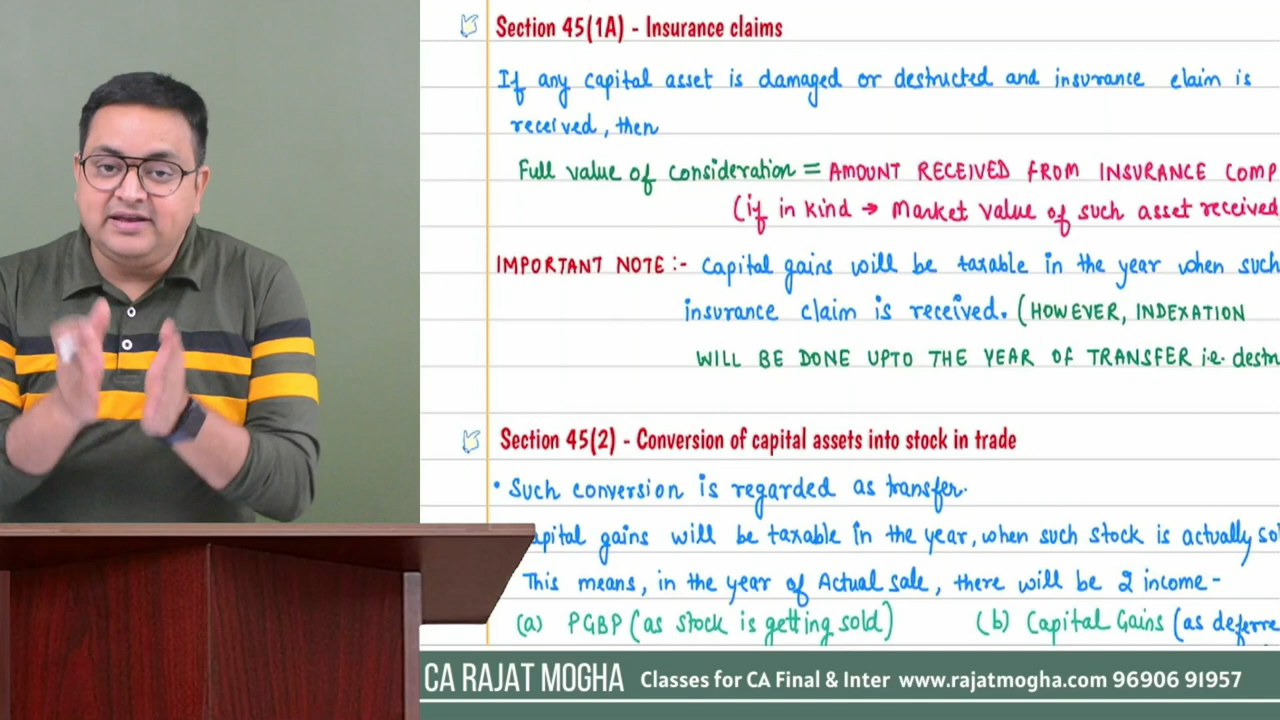 Section 45(1A) - Insurance claims
If any capital asset is damaged or destructed and insurance claim is
received, then
Full value of consideration = AMOUNT RECEIVED FROM INSURANCE COMP
(if in kind → Market value of such asset received
IMPORTANT NOTE :- Capital gains will be taxable in the year when such
insurance claim is received. (HOWEVER, INDEXATION
WILL BE DONE UPTO THE YEAR OF TRANSFER i.e. destr
Section 45(2) - Conversion of capital assets into stock in trade
• Such conversion is regarded as transfer.
apital gains will be taxable in the year, when such stock is actually so
This means, in the year of Actual sale, there will be 2 income -
(a) PGBP (as stock is getting sold) (b) Capital Gains (as deferre
CA RAJAT MOGHA Classes for CA Final & Inter www.rajatmogha.com 96906 91957